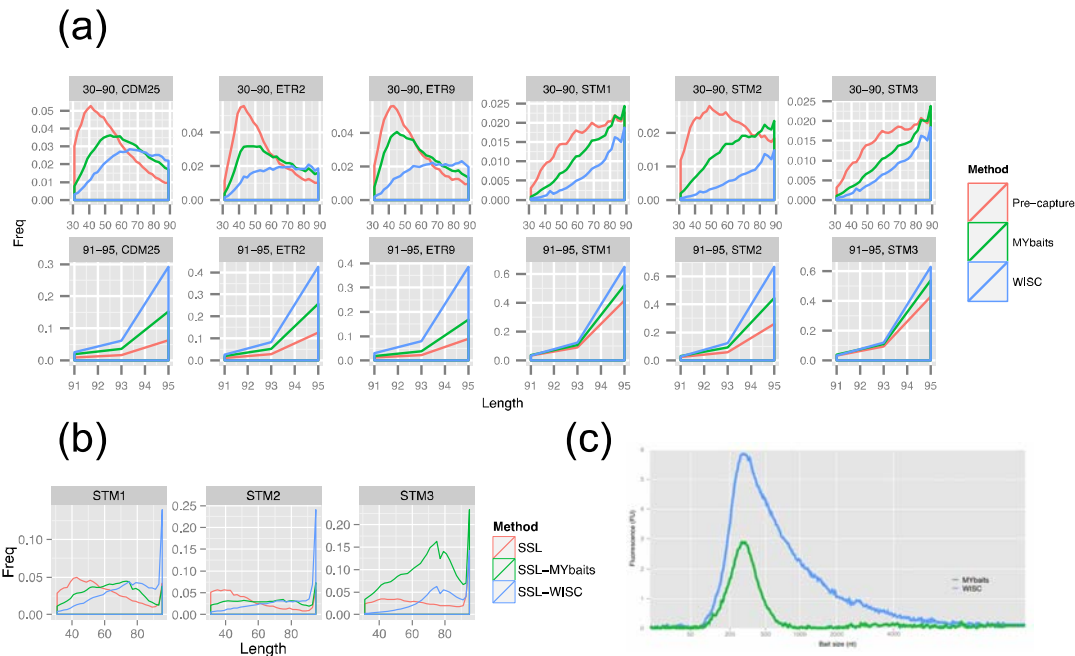 (a)
30-90, CDM25
30-90, ETR2
30-90, ETR9
30-90, STM1
30-90, STM2
30-90, STM3
0.05
0.04
0.03
0.02
0.01
0.00
0.04
0.02
0.00
0.04
0.02
0.00
0.025
0.020
0.015
0.010
0.005
0.000
0.02
0.01
0.00
0.025
0.020
0.015
0.010
0.005
0.000
30 40 50 60 70 80 90
30 40 50 60 70 80 90
30 40 50 60 70 80 90
30 40 50 60 70 80 90
30 40 50 60 70 80 90
30 40 50 60 70 80 90
Freq
91-95, CDM25
91-95, ETR2
91-95, ETR9
91-95, STM1
91-95, STM2
91-95, STM3
0.3
0.2
0.1
0.0
0.4
0.3
0.2
0.1
0.0
0.4
0.3
0.2
0.1
0.0
0.6
0.4
0.2
0.0
0.6
0.4
0.2
0.0
0.6
0.4
0.2
0.0
91 92 93 94 95
91 92 93 94 95
91 92 93 94 95
91 92 93 94 95
91 92 93 94 95
91 92 93 94 95
Length
Method
Pre-capture
MYbaits
WISC
(b)
STM1
STM2
STM3
0.10
0.05
0.00
0.25
0.20
0.15
0.10
0.05
0.00
0.20
0.15
0.10
0.05
0.00
40 60 80
40 60 80
40 60 80
Freq
Length
Method
SSL
SSL-MYbaits
SSL-WISC
(c)
Fluorescence (FU)
MYbaits
WISC
Bait size (nt)